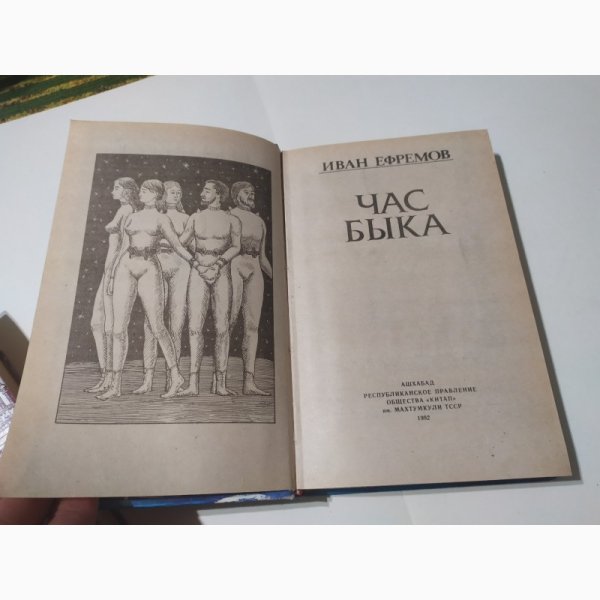 ИВАН ЕФРЕМОВ
ЧАС
БЫКА
АШХАБАД
РЕСПУБЛИКАНСКОЕ ПРАВЛЕНИЕ
ОБЩЕСТВА «КИТАП»
им. МАХТУМКУЛИ ТССР
1992